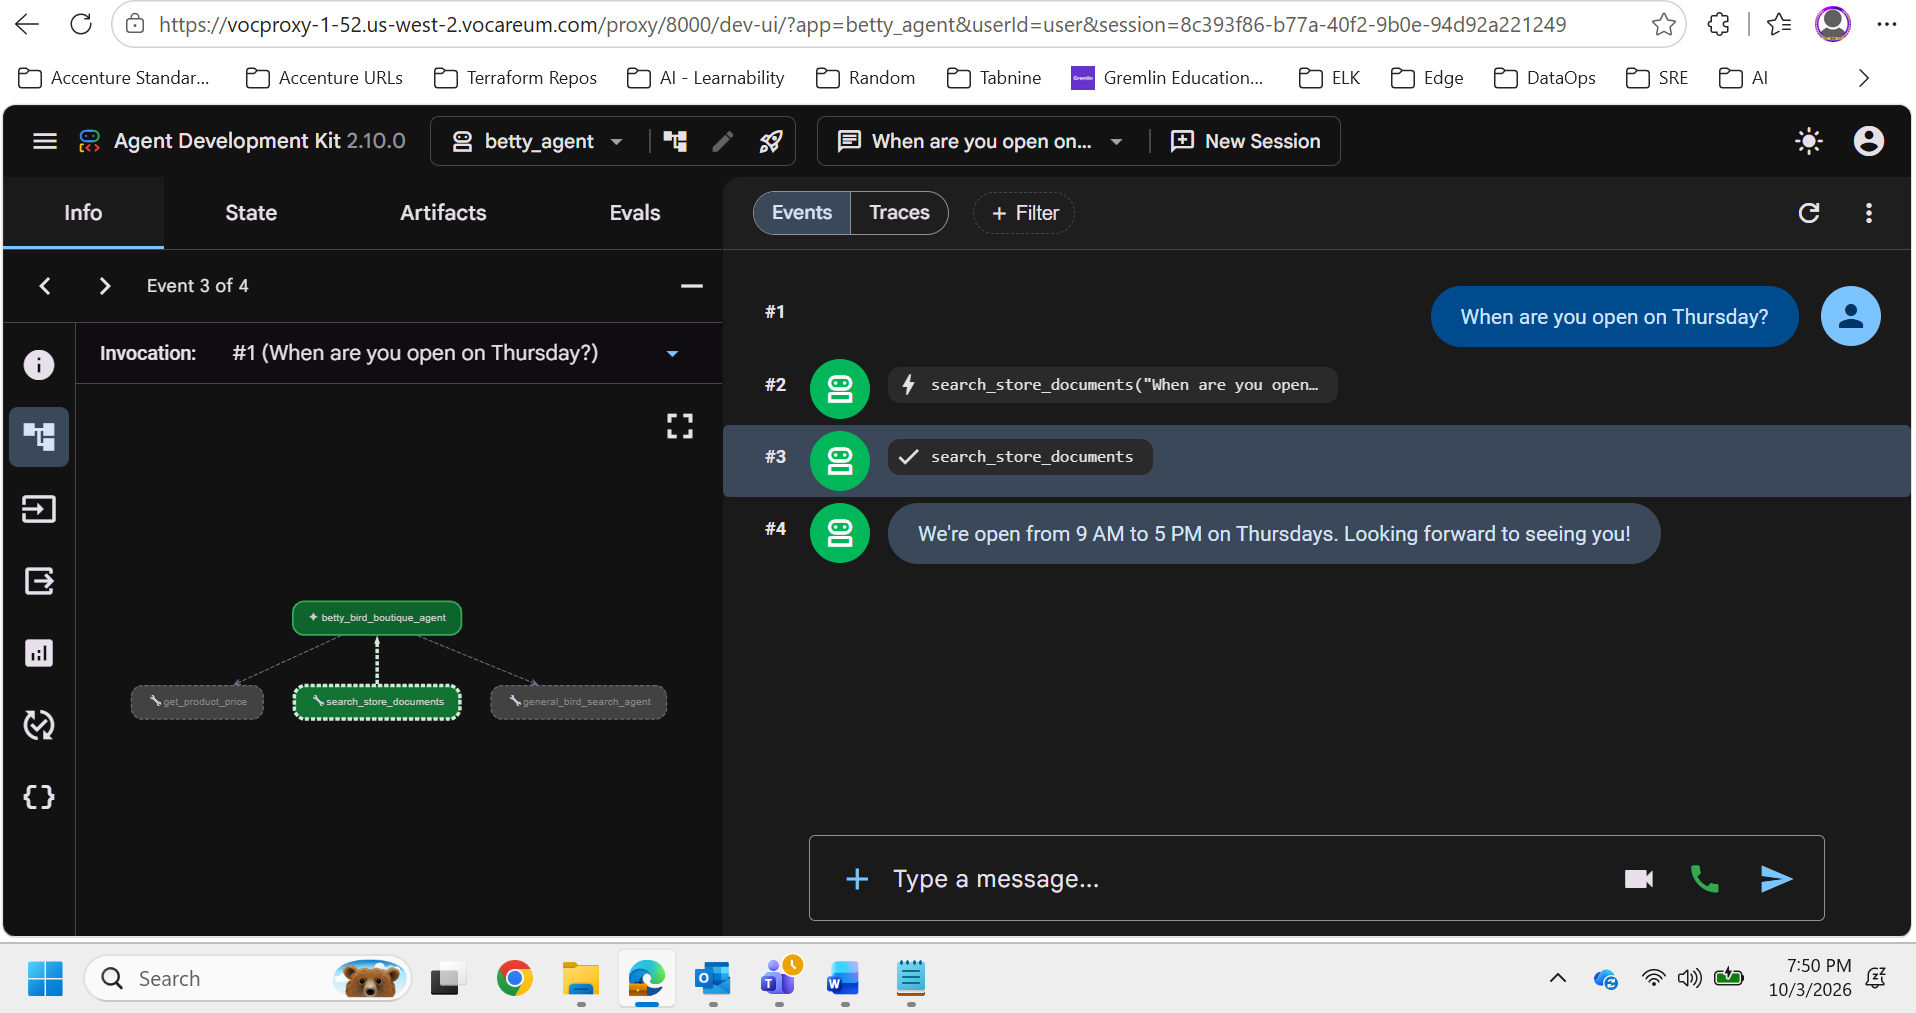 https://vocproxy-1-52.us-west-2.vocareum.com/proxy/8000/dev-ui/?app=betty_agent&userId=user&session=8c393f86-b77a-40f2-9b0e-94d92a221249
Accenture Standar... Accenture URLs Terraform Repos AI - Learnability Random Tabnine Gremlin Gremlin Education... ELK Edge DataOps SRE AI
Agent Development Kit 2.10.0 betty_agent When are you open on... New Session
Info State Artifacts Evals
Events Traces + Filter
Event 3 of 4
Invocation: #1 (When are you open on Thursday?)
betty_bird_boutique_agent
get_product_price search_store_documents general_bird_search_agent
#1 When are you open on Thursday?
#2 search_store_documents("When are you open…
#3 search_store_documents
#4 We're open from 9 AM to 5 PM on Thursdays. Looking forward to seeing you!
Type a message...
Search
7:50 PM
10/3/2026